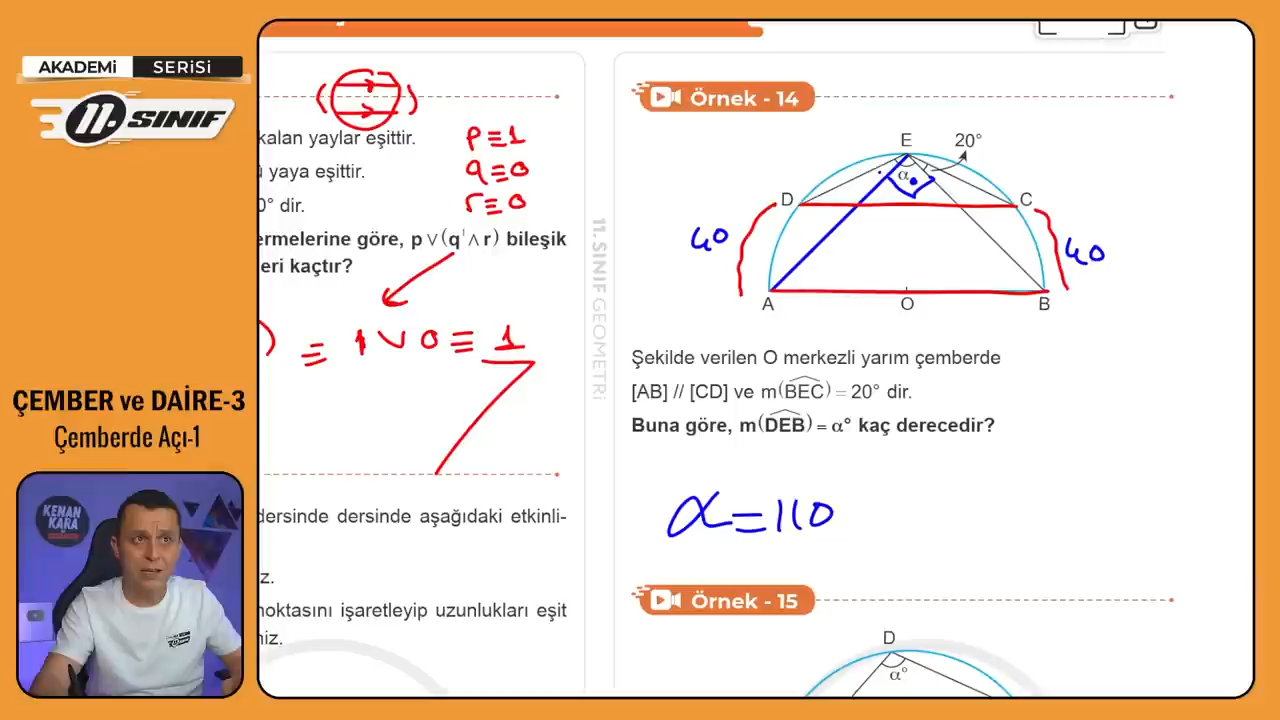 AKADEMİ SERİSİ
11. SINIF
ÇEMBER ve DAİRE-3
Çemberde Açı-1
KENAN
KARA
kalan yaylar eşittir.
yaya eşittir.
0° dir.
p ≡ 1
q ≡ 0
r ≡ 0
ermelerine göre, p ∨ (q' ∧ r) bileşik
eri kaçtır?
) ≡ 1 ∨ 0 ≡ 1
dersinde dersinde aşağıdaki etkinli-
z.
noktasını işaretleyip uzunlukları eşit
niz.
11. SINIF GEOMETRİ
Örnek - 14
E 20°
α
D C
40 40
A O B
Şekilde verilen O merkezli yarım çemberde
[AB] // [CD] ve m(BEC) = 20° dir.
Buna göre, m(DEB) = α° kaç derecedir?
α = 110
Örnek - 15
D
α°